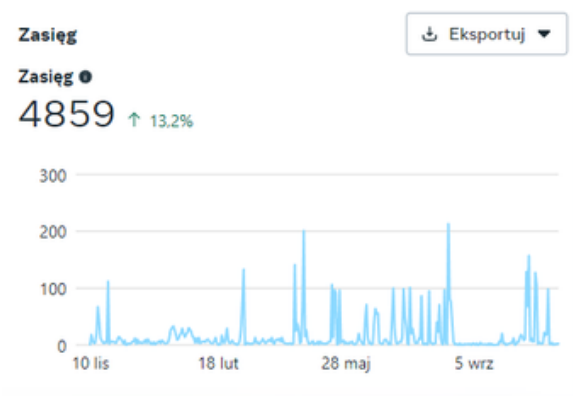 Zasięg
Eksportuj
Zasięg
4859 ↑ 13,2%
300
200
100
0
10 lis 18 lut 28 maj 5 wrz